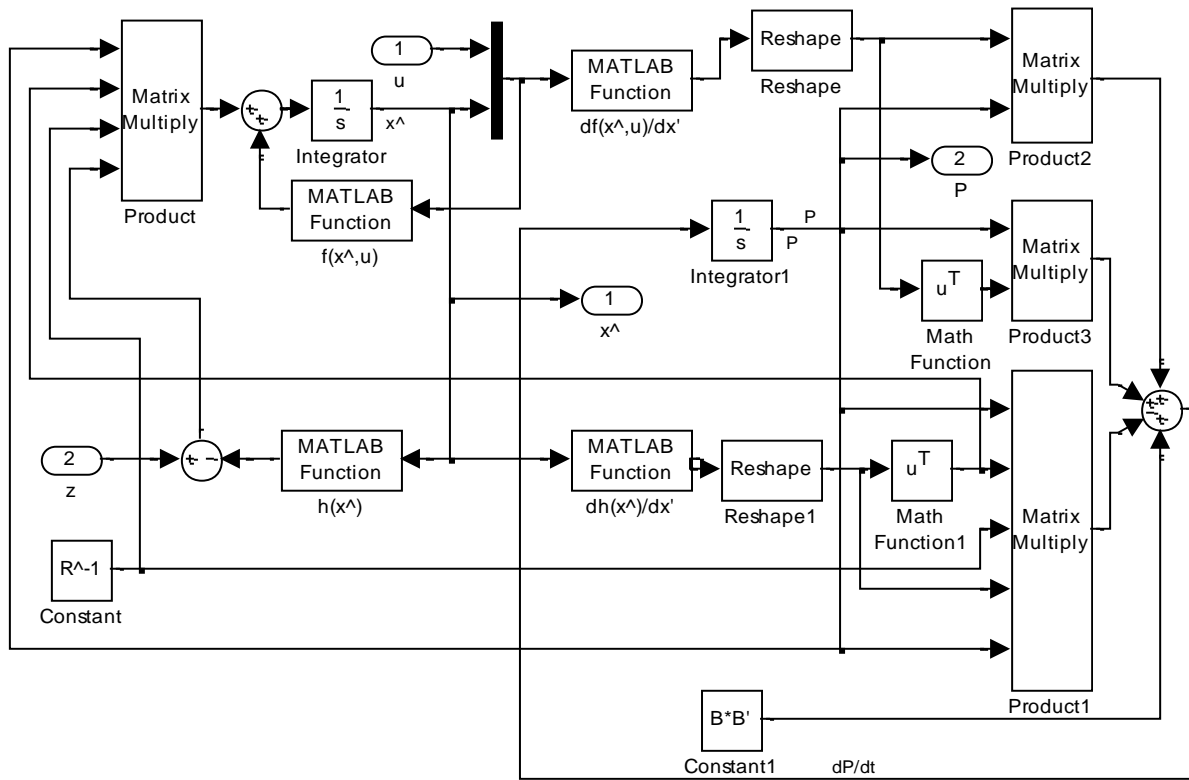 Matrix
Multiply
Product
1
u
1
s
x^
Integrator
MATLAB
Function
f(x^,u)
MATLAB
Function
df(x^,u)/dx'
Reshape
Reshape
Matrix
Multiply
Product2
2
P
1
s
P
P
Integrator1
Matrix
Multiply
Product3
u^T
Math
Function
1
x^
2
z
MATLAB
Function
h(x^)
MATLAB
Function
dh(x^)/dx'
Reshape
Reshape1
u^T
Math
Function1
Matrix
Multiply
Product1
R^-1
Constant
B*B'
Constant1
dP/dt